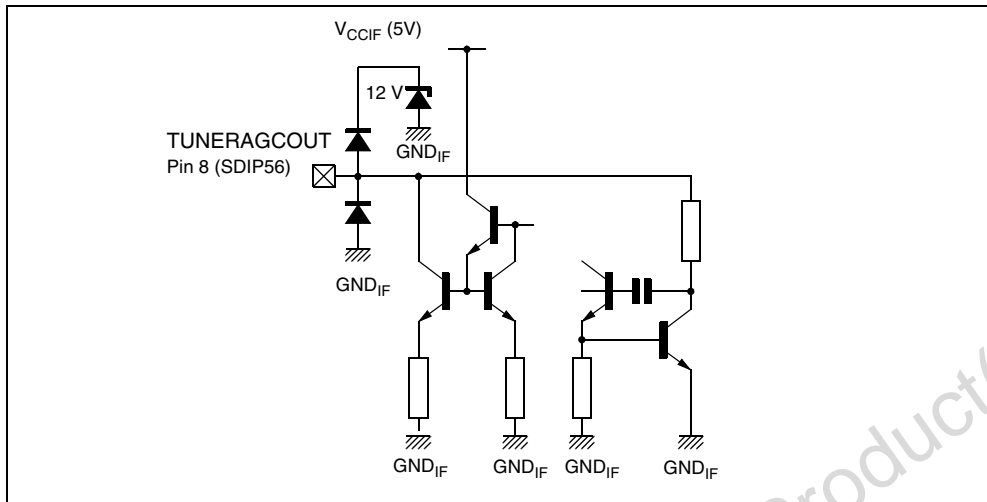 V_CCIF (5V)
12 V
GND_IF
TUNERAGCOUT
Pin 8 (SDIP56)
GND_IF
GND_IF
GND_IF
GND_IF
GND_IF